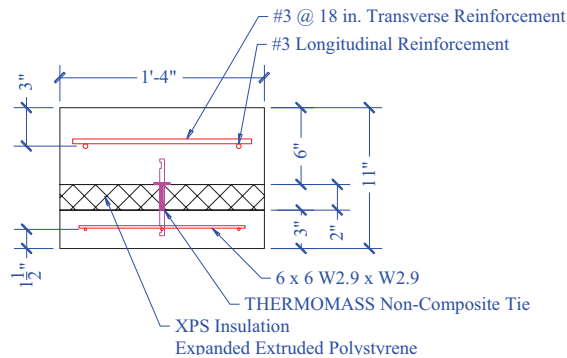 #3 @ 18 in. Transverse Reinforcement
#3 Longitudinal Reinforcement
1'-4"
3"
6"
11"
3"
2"
1 1/2"
6 x 6 W2.9 x W2.9
THERMOMASS Non-Composite Tie
XPS Insulation
Expanded Extruded Polystyrene